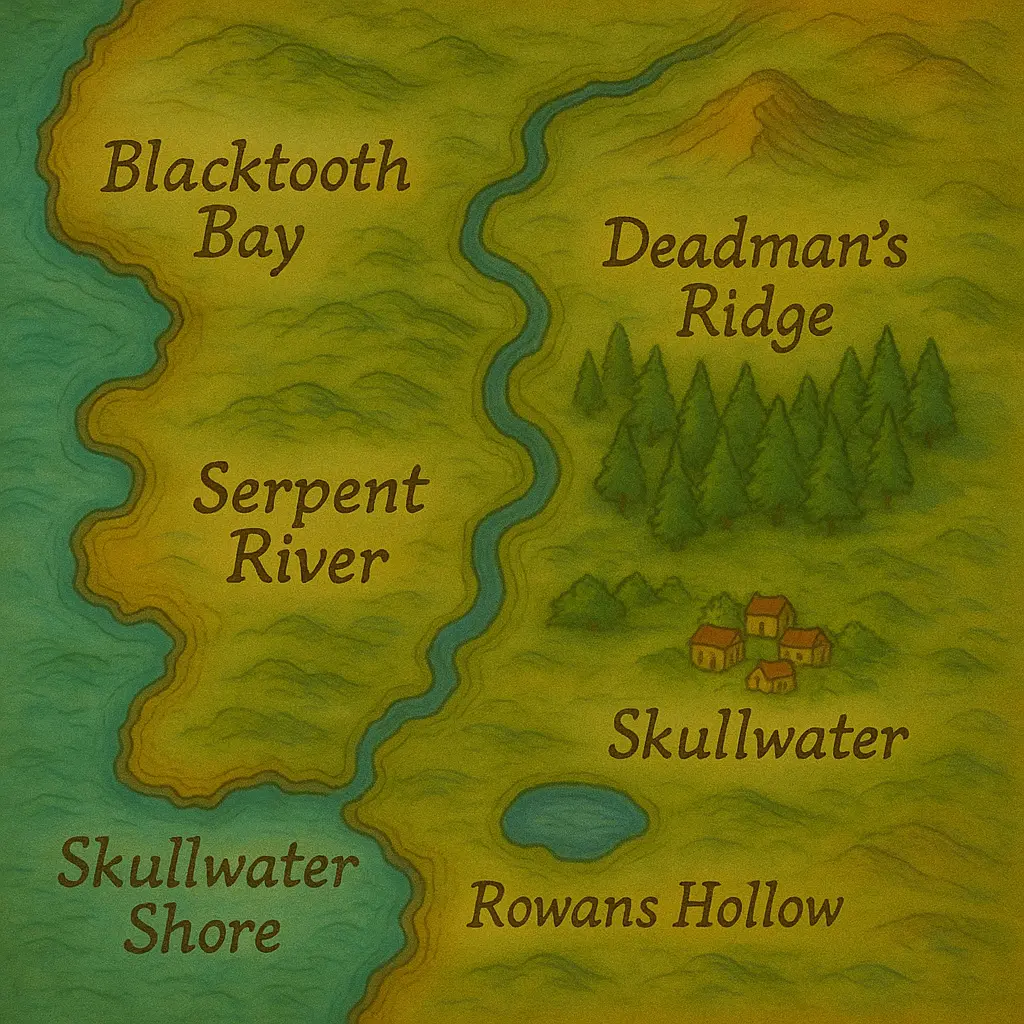 Blacktooth
Bay
Deadman's
Ridge
Serpent
River
Skullwater
Skullwater
Shore
Rowans Hollow